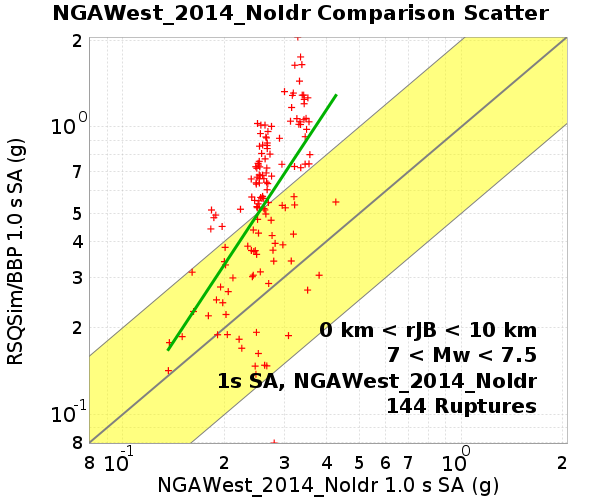 NGAWest_2014_NoIdr Comparison Scatter
RSQSim/BBP 1.0 s SA (g)
2
10⁰
7
5
4
3
2
10⁻¹
8
0 km < rJB < 10 km
7 < Mw < 7.5
1s SA, NGAWest_2014_NoIdr
144 Ruptures
8 10⁻¹ 2 3 4 5 6 7 10⁰ 2
NGAWest_2014_NoIdr 1.0 s SA (g)